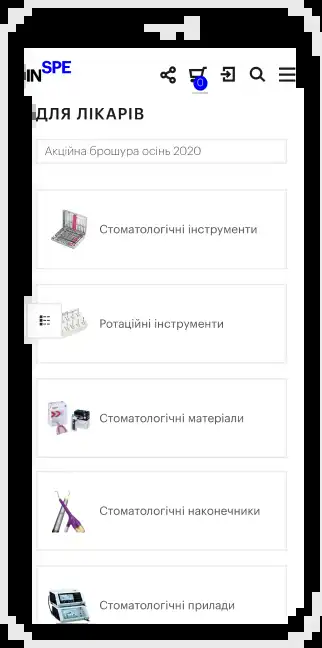 INSPE
0
ДЛЯ ЛІКАРІВ
Акційна брошура осінь 2020
Стоматологічні інструменти
Ротаційні інструменти
Стоматологічні матеріали
Стоматологічні наконечники
Стоматологічні прилади